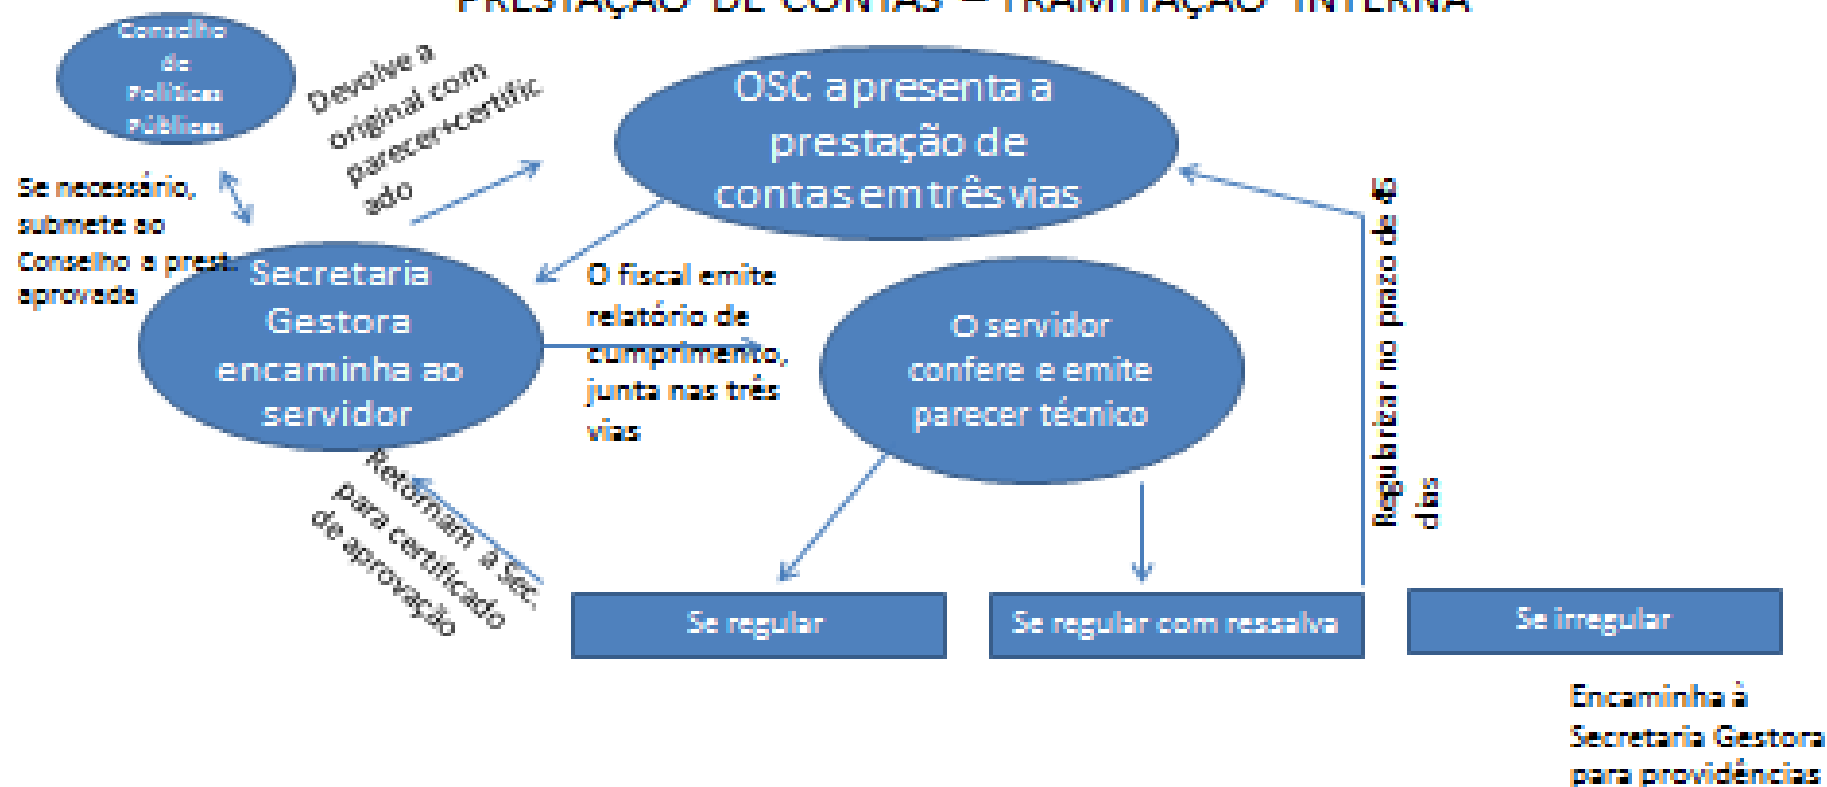 PRESTAÇÃO DE CONTAS – TRAMITAÇÃO INTERNA
Conselho
de
Políticas
Públicas
Devolve a
original com
parecer+certific
ado
OSC apresenta a
prestação de
contas em três vias
Se necessário,
submete ao
Conselho a prest.
aprovada
Secretaria
Gestora
encaminha ao
servidor
O fiscal emite
relatório de
cumprimento,
junta nas três
vias
O servidor
confere e emite
parecer técnico
Regularizar no prazo de 45
dias
Retornam a Sec.
para certificado
de aprovação
Se regular
Se regular com ressalva
Se irregular
Encaminha à
Secretaria Gestora
para providências